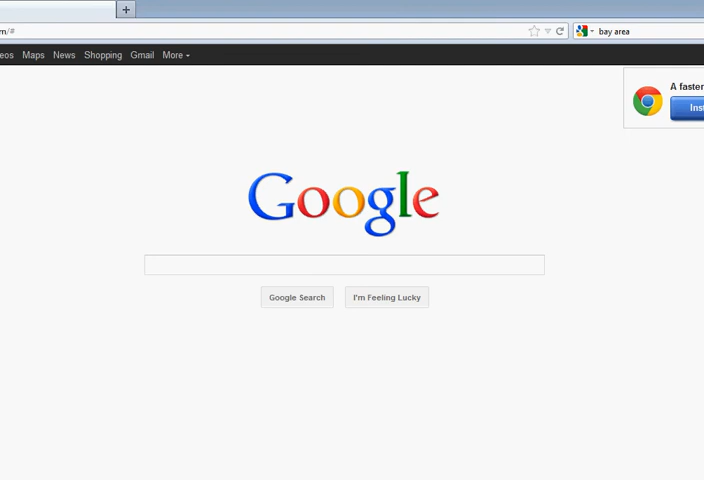 +
m/#
bay area
eos Maps News Shopping Gmail More
A faster
Inst
Google
Google Search I'm Feeling Lucky